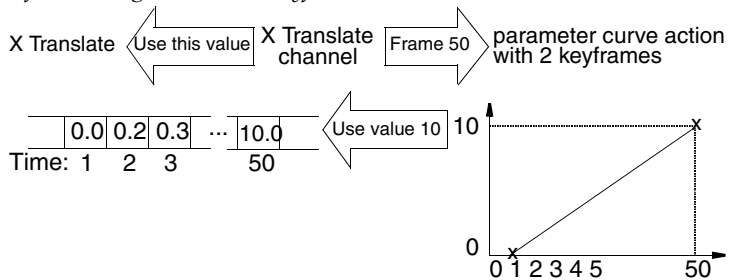 X Translate
Use this value
X Translate
channel
Frame 50
parameter curve action
with 2 keyframes
0.0 0.2 0.3 ... 10.0
Time: 1 2 3 50
Use value 10
10
x
0
x
0 1 2 3 4 5 50